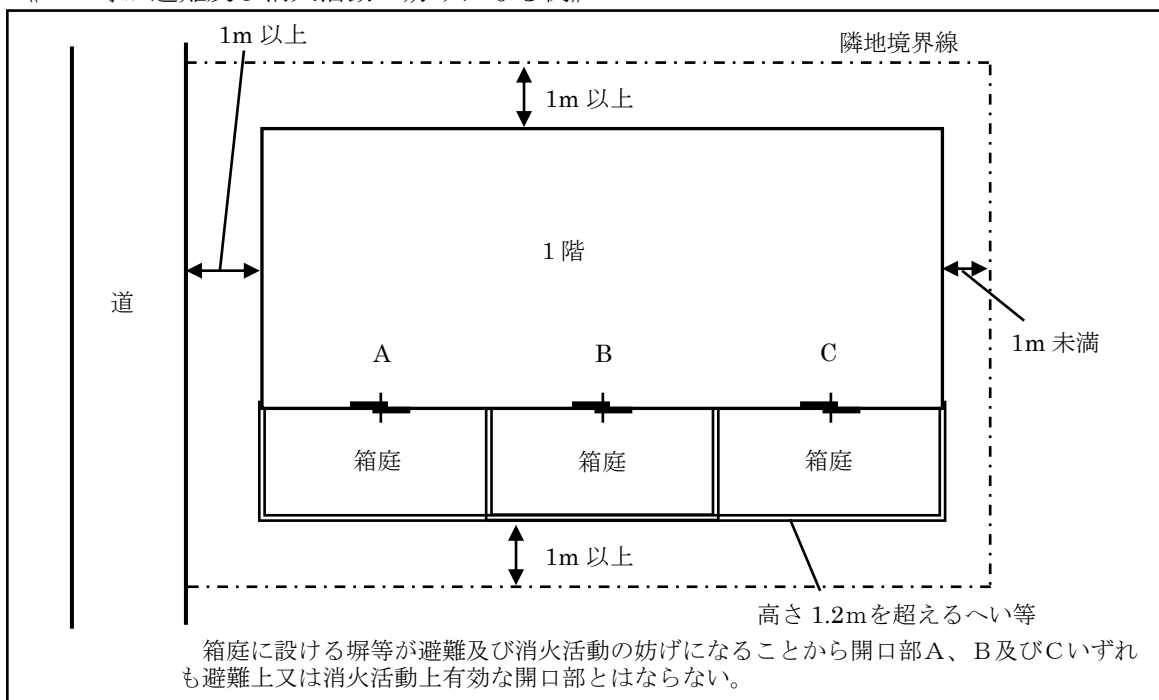 1m 以上
隣地境界線
1m 以上
1階
道
1m 未満
A
B
C
箱庭
箱庭
箱庭
1m 以上
高さ 1.2mを超えるへい等
箱庭に設ける塀等が避難及び消火活動の妨げになることから開口部A、B及びCいずれ
も避難上又は消火活動上有効な開口部とはならない。